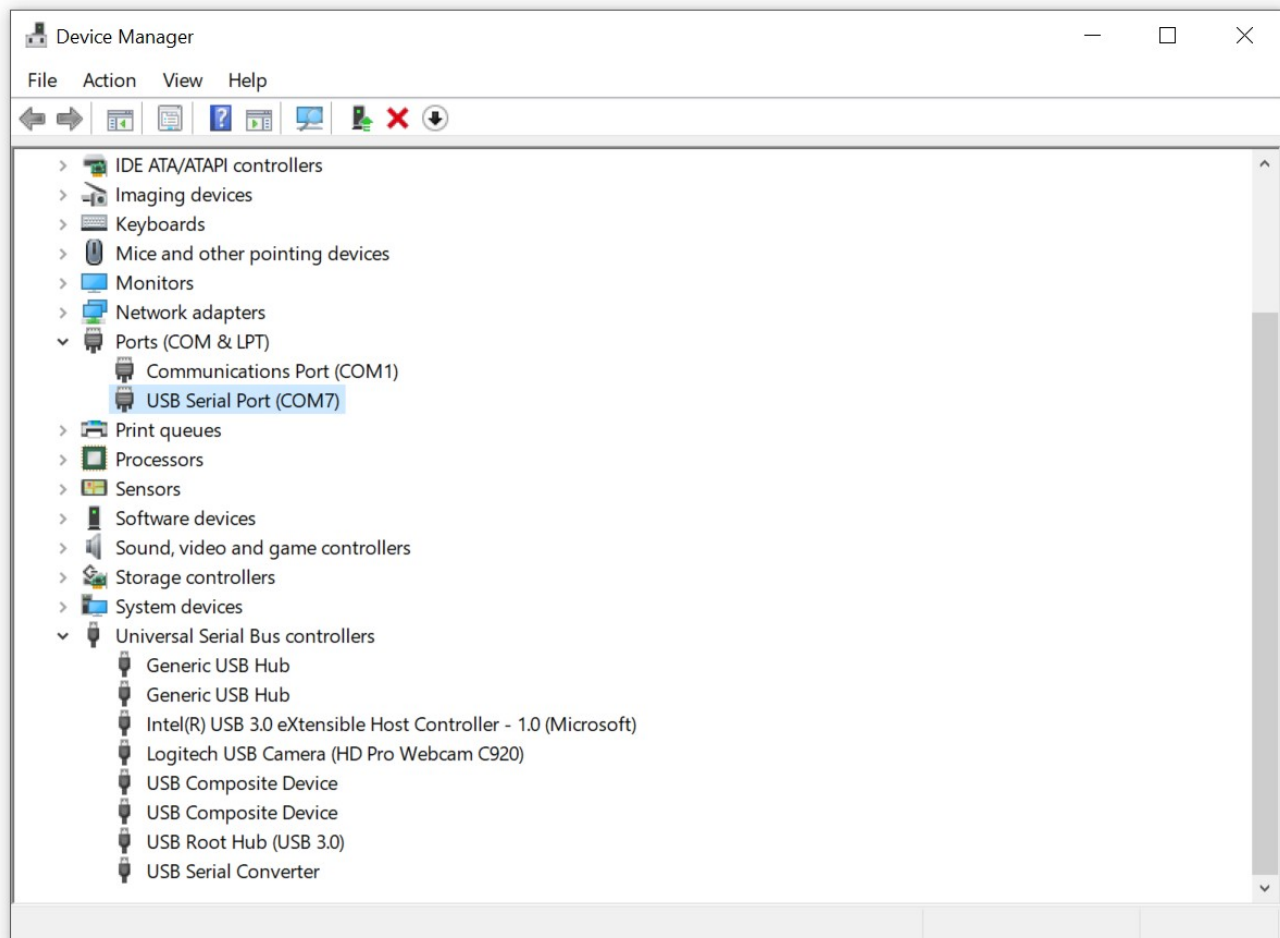 Device Manager
File Action View Help
IDE ATA/ATAPI controllers
Imaging devices
Keyboards
Mice and other pointing devices
Monitors
Network adapters
Ports (COM & LPT)
Communications Port (COM1)
USB Serial Port (COM7)
Print queues
Processors
Sensors
Software devices
Sound, video and game controllers
Storage controllers
System devices
Universal Serial Bus controllers
Generic USB Hub
Generic USB Hub
Intel(R) USB 3.0 eXtensible Host Controller - 1.0 (Microsoft)
Logitech USB Camera (HD Pro Webcam C920)
USB Composite Device
USB Composite Device
USB Root Hub (USB 3.0)
USB Serial Converter